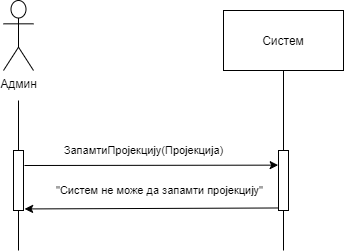 Систем
Админ
ЗапамтиПројекцију(Пројекција)
"Систем не може да запамти пројекцију"